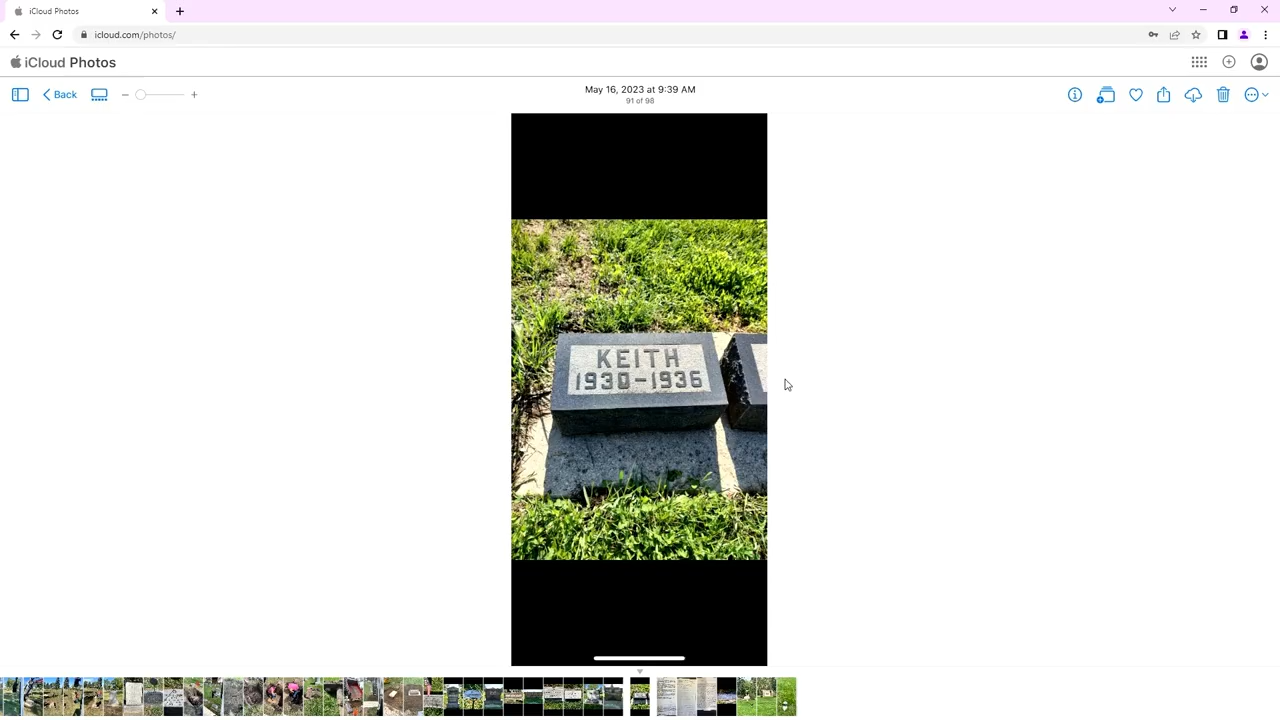 iCloud Photos
icloud.com/photos/
iCloud Photos
Back
May 16, 2023 at 9:39 AM
91 of 98
KEITH
1930-1936